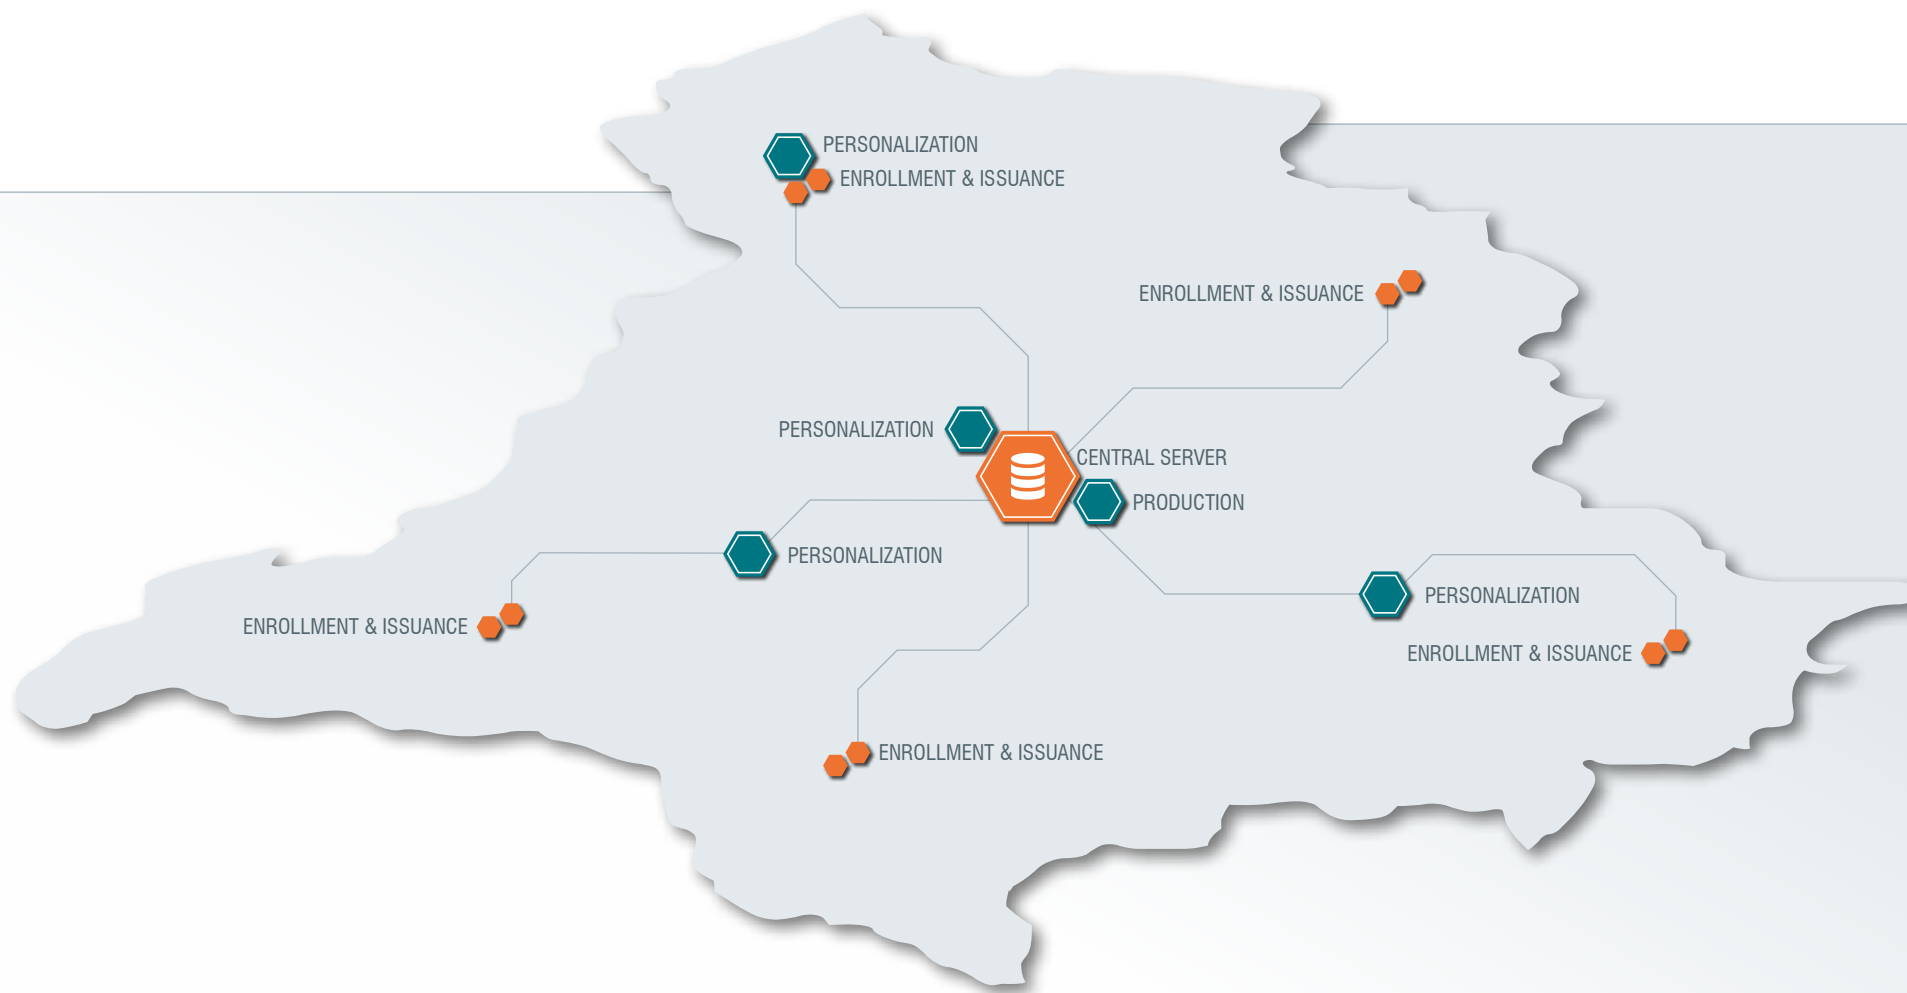 PERSONALIZATION
ENROLLMENT & ISSUANCE
ENROLLMENT & ISSUANCE
PERSONALIZATION
CENTRAL SERVER
PRODUCTION
PERSONALIZATION
PERSONALIZATION
ENROLLMENT & ISSUANCE
ENROLLMENT & ISSUANCE
ENROLLMENT & ISSUANCE